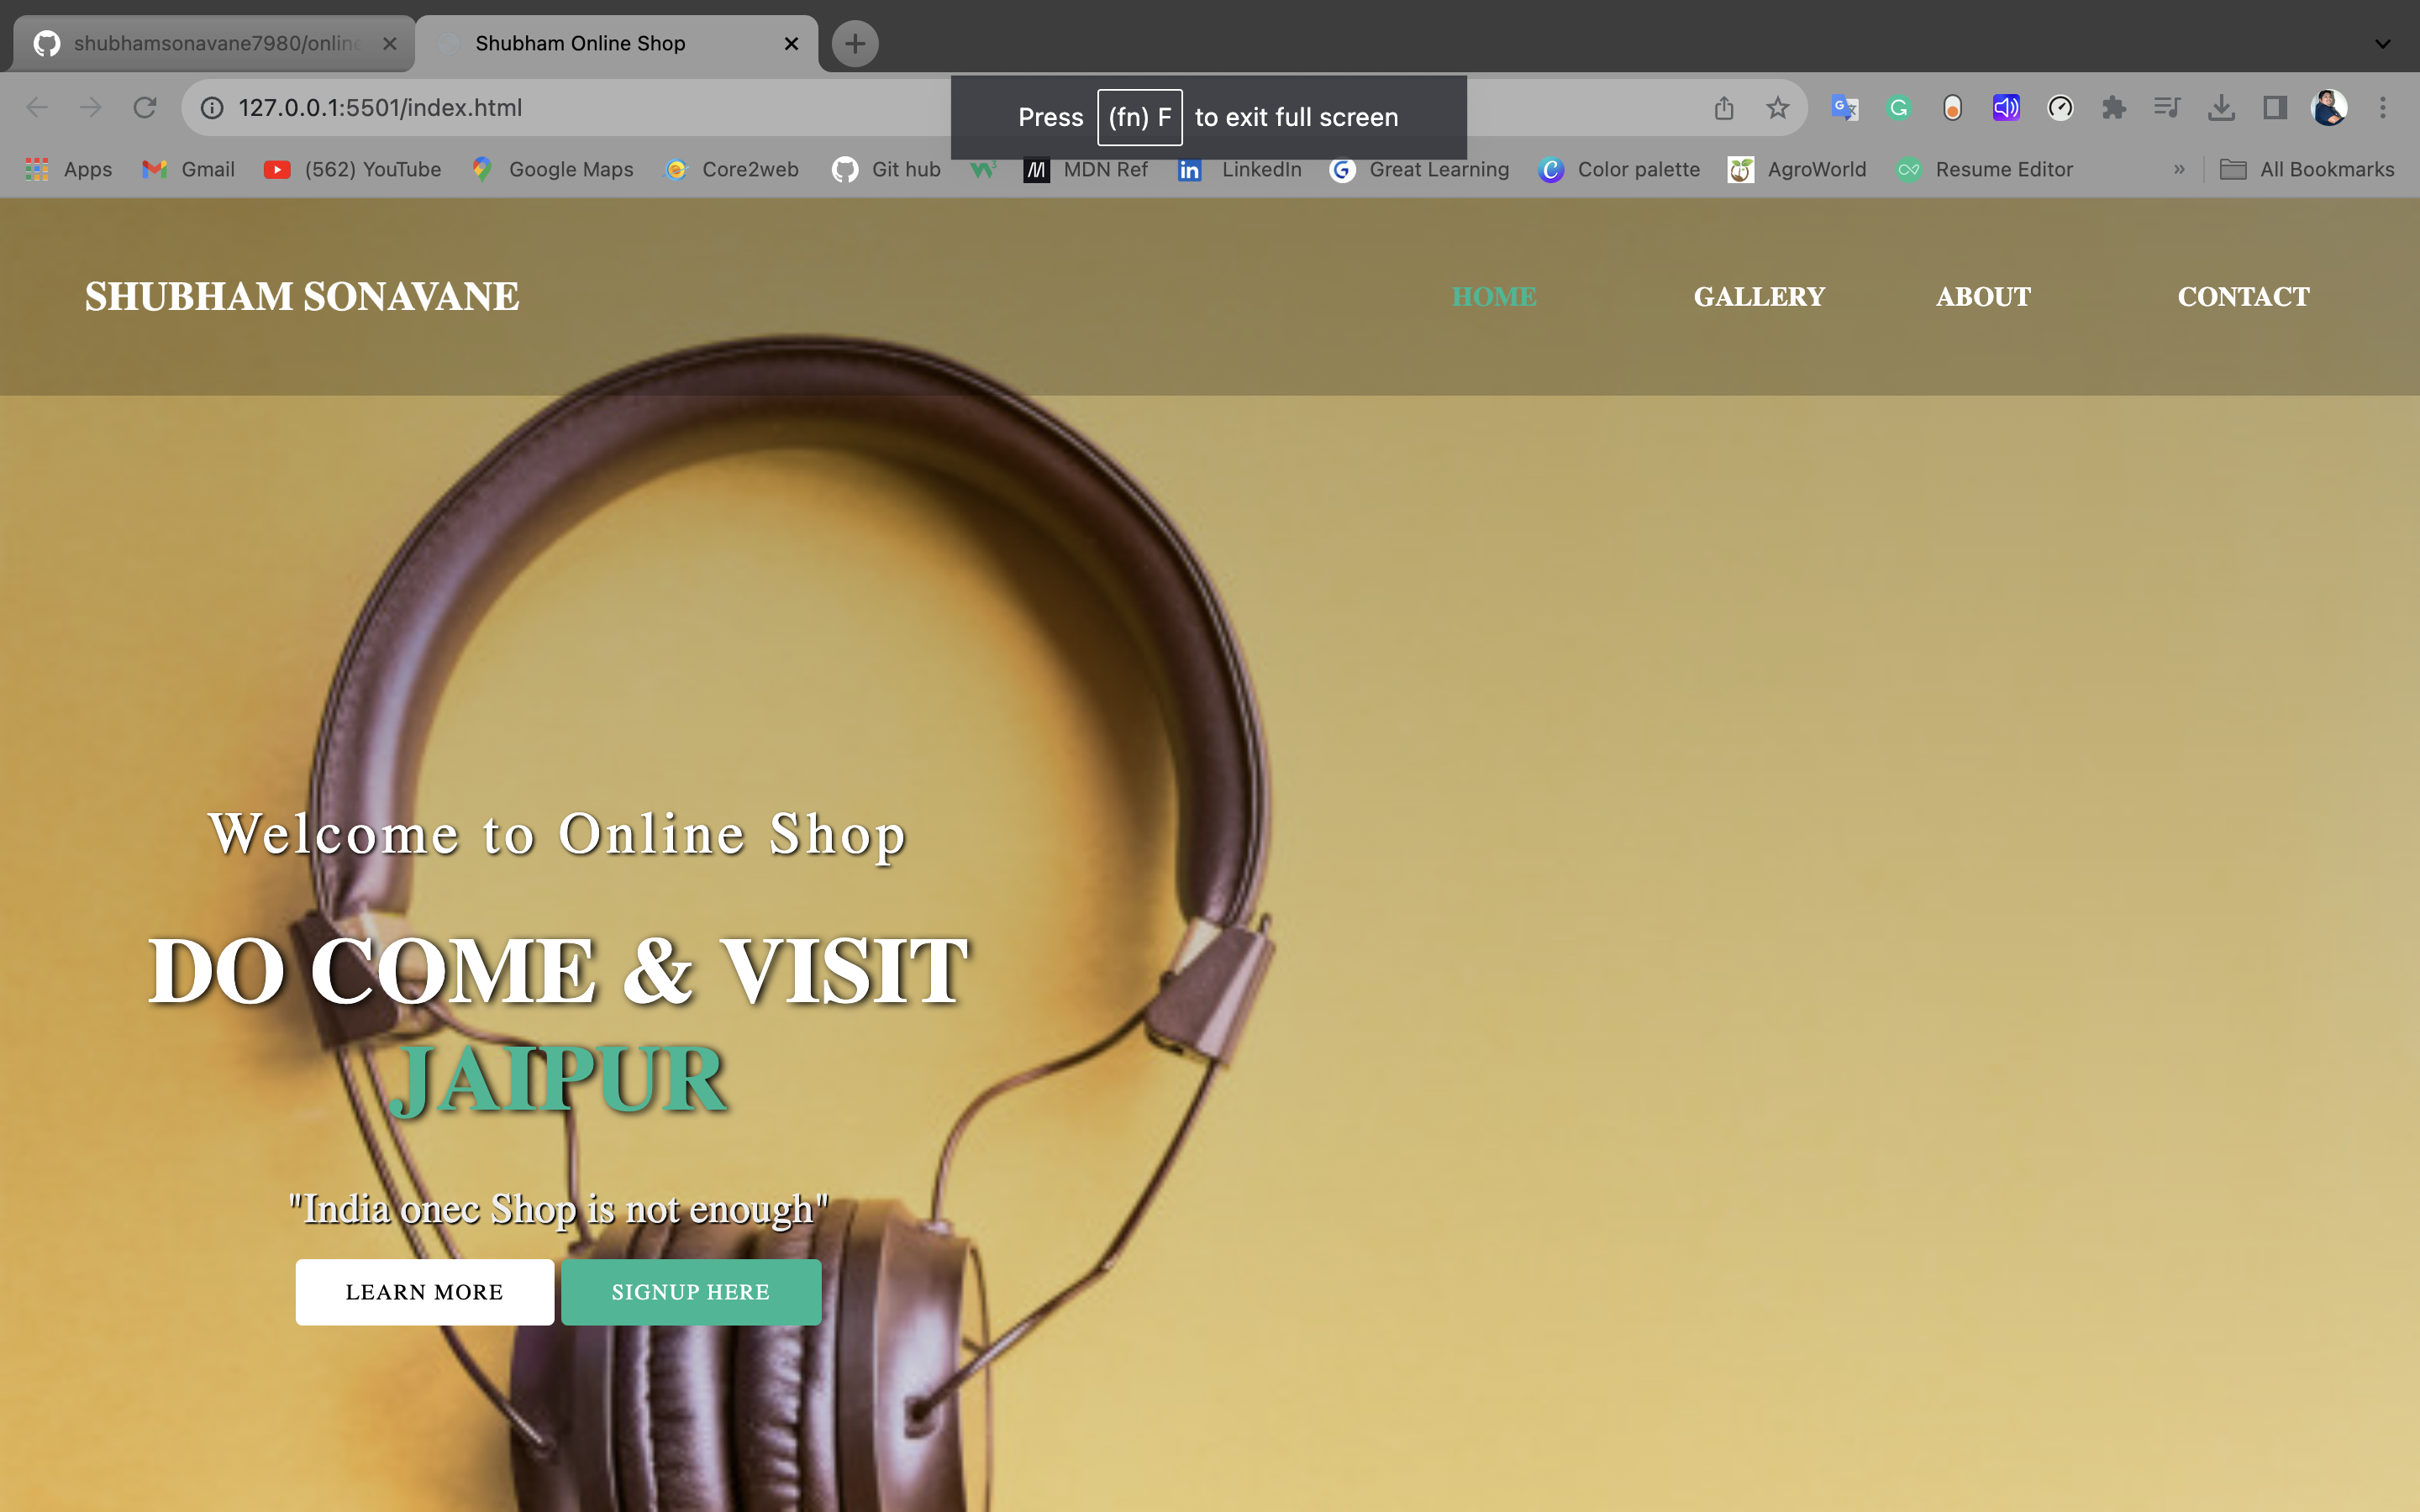 shubhamsonavane7980/online
Shubham Online Shop
127.0.0.1:5501/index.html
Press (fn) F to exit full screen
Apps Gmail (562) YouTube Google Maps Core2web Git hub MDN Ref LinkedIn Great Learning Color palette AgroWorld Resume Editor » All Bookmarks
SHUBHAM SONAVANE HOME GALLERY ABOUT CONTACT
Welcome to Online Shop
DO COME & VISIT
JAIPUR
"India onec Shop is not enough"
LEARN MORE SIGNUP HERE